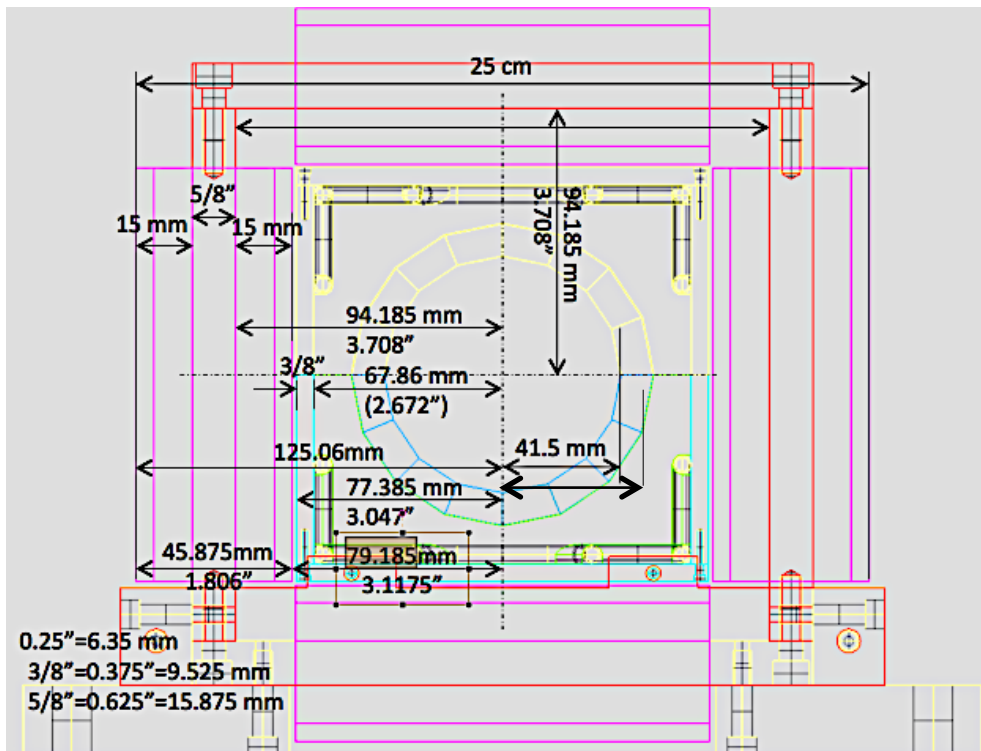 25 cm
94.185 mm
3.708”
5/8”
15 mm
15 mm
94.185 mm
3.708”
3/8”
67.86 mm
(2.672”)
125.06mm
41.5 mm
77.385 mm
3.047”
45.875mm
1.806”
79.185mm
3.1175”
0.25”=6.35 mm
3/8”=0.375”=9.525 mm
5/8”=0.625”=15.875 mm